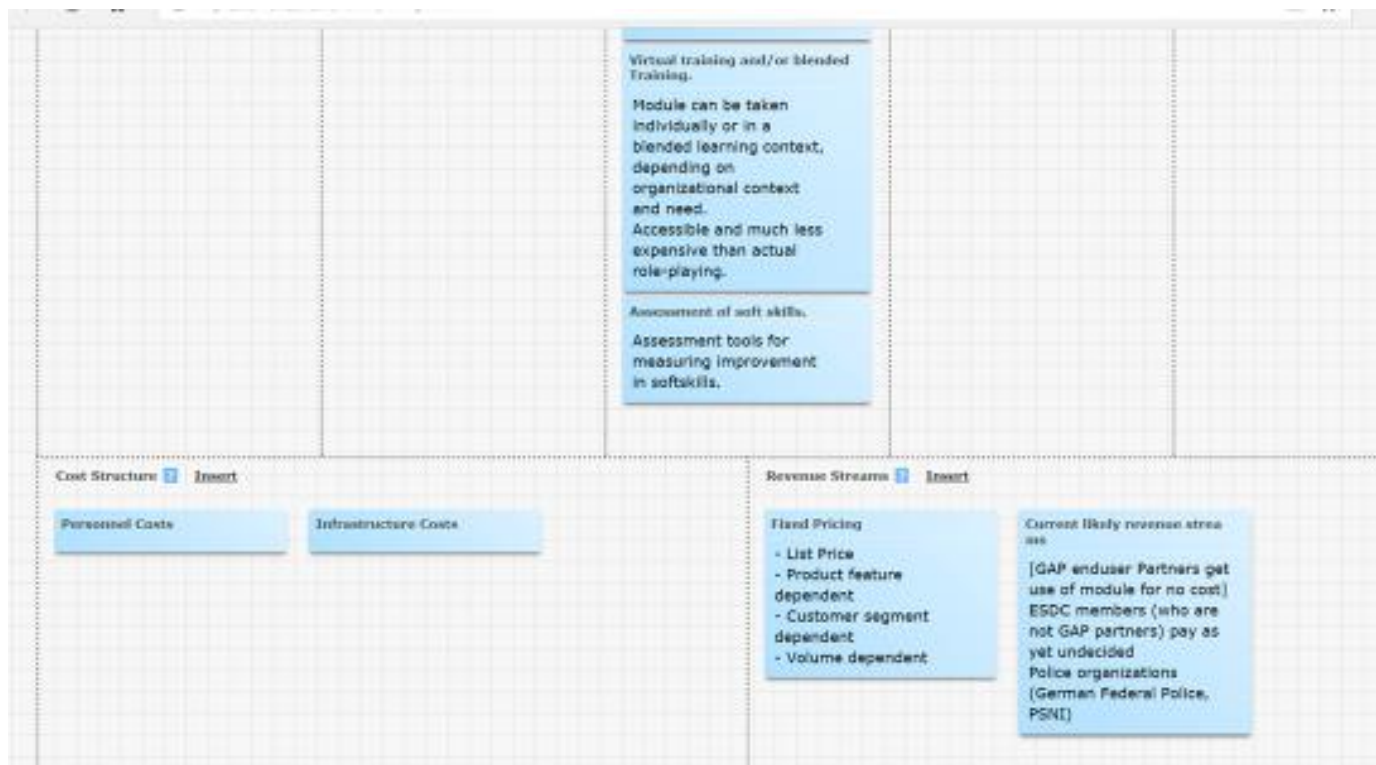 Virtual training and/or blended
Training.
Module can be taken
individually or in a
blended learning context,
depending on
organizational context
and need.
Accessible and much less
expensive than actual
role-playing.
Assessment of soft skills.
Assessment tools for
measuring improvement
in softskills.
Cost Structure ? Insert
Personnel Costs
Infrastructure Costs
Revenue Streams ? Insert
Fixed Pricing
- List Price
- Product feature
dependent
- Customer segment
dependent
- Volume dependent
Current likely revenue strea
ms
[GAP enduser Partners get
use of module for no cost]
ESDC members (who are
not GAP partners) pay as
yet undecided
Police organizations
(German Federal Police,
PSNI)